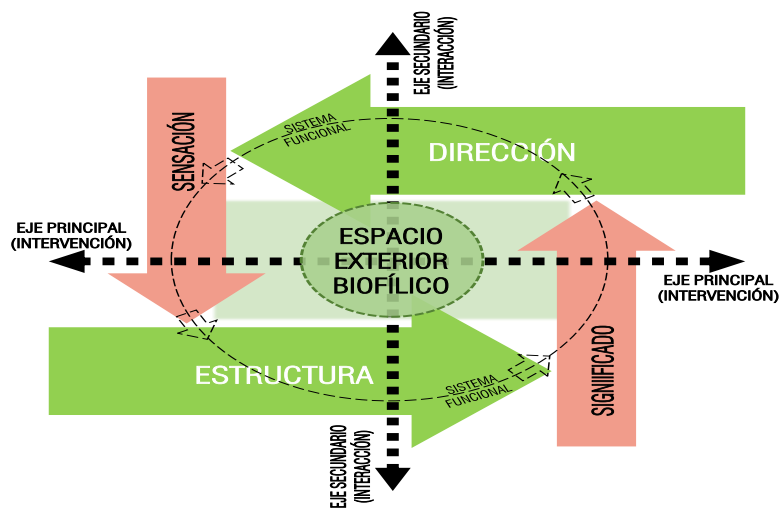 EJE SECUNDARIO
(INTERACCIÓN)
SENSACIÓN
SISTEMA
FUNCIONAL
DIRECCIÓN
EJE PRINCIPAL
(INTERVENCIÓN)
ESPACIO
EXTERIOR
BIOFÍLICO
EJE PRINCIPAL
(INTERVENCIÓN)
ESTRUCTURA
SISTEMA
FUNCIONAL
SIGNIIFICADO
EJE SECUNDARIO
(INTERACCIÓN)